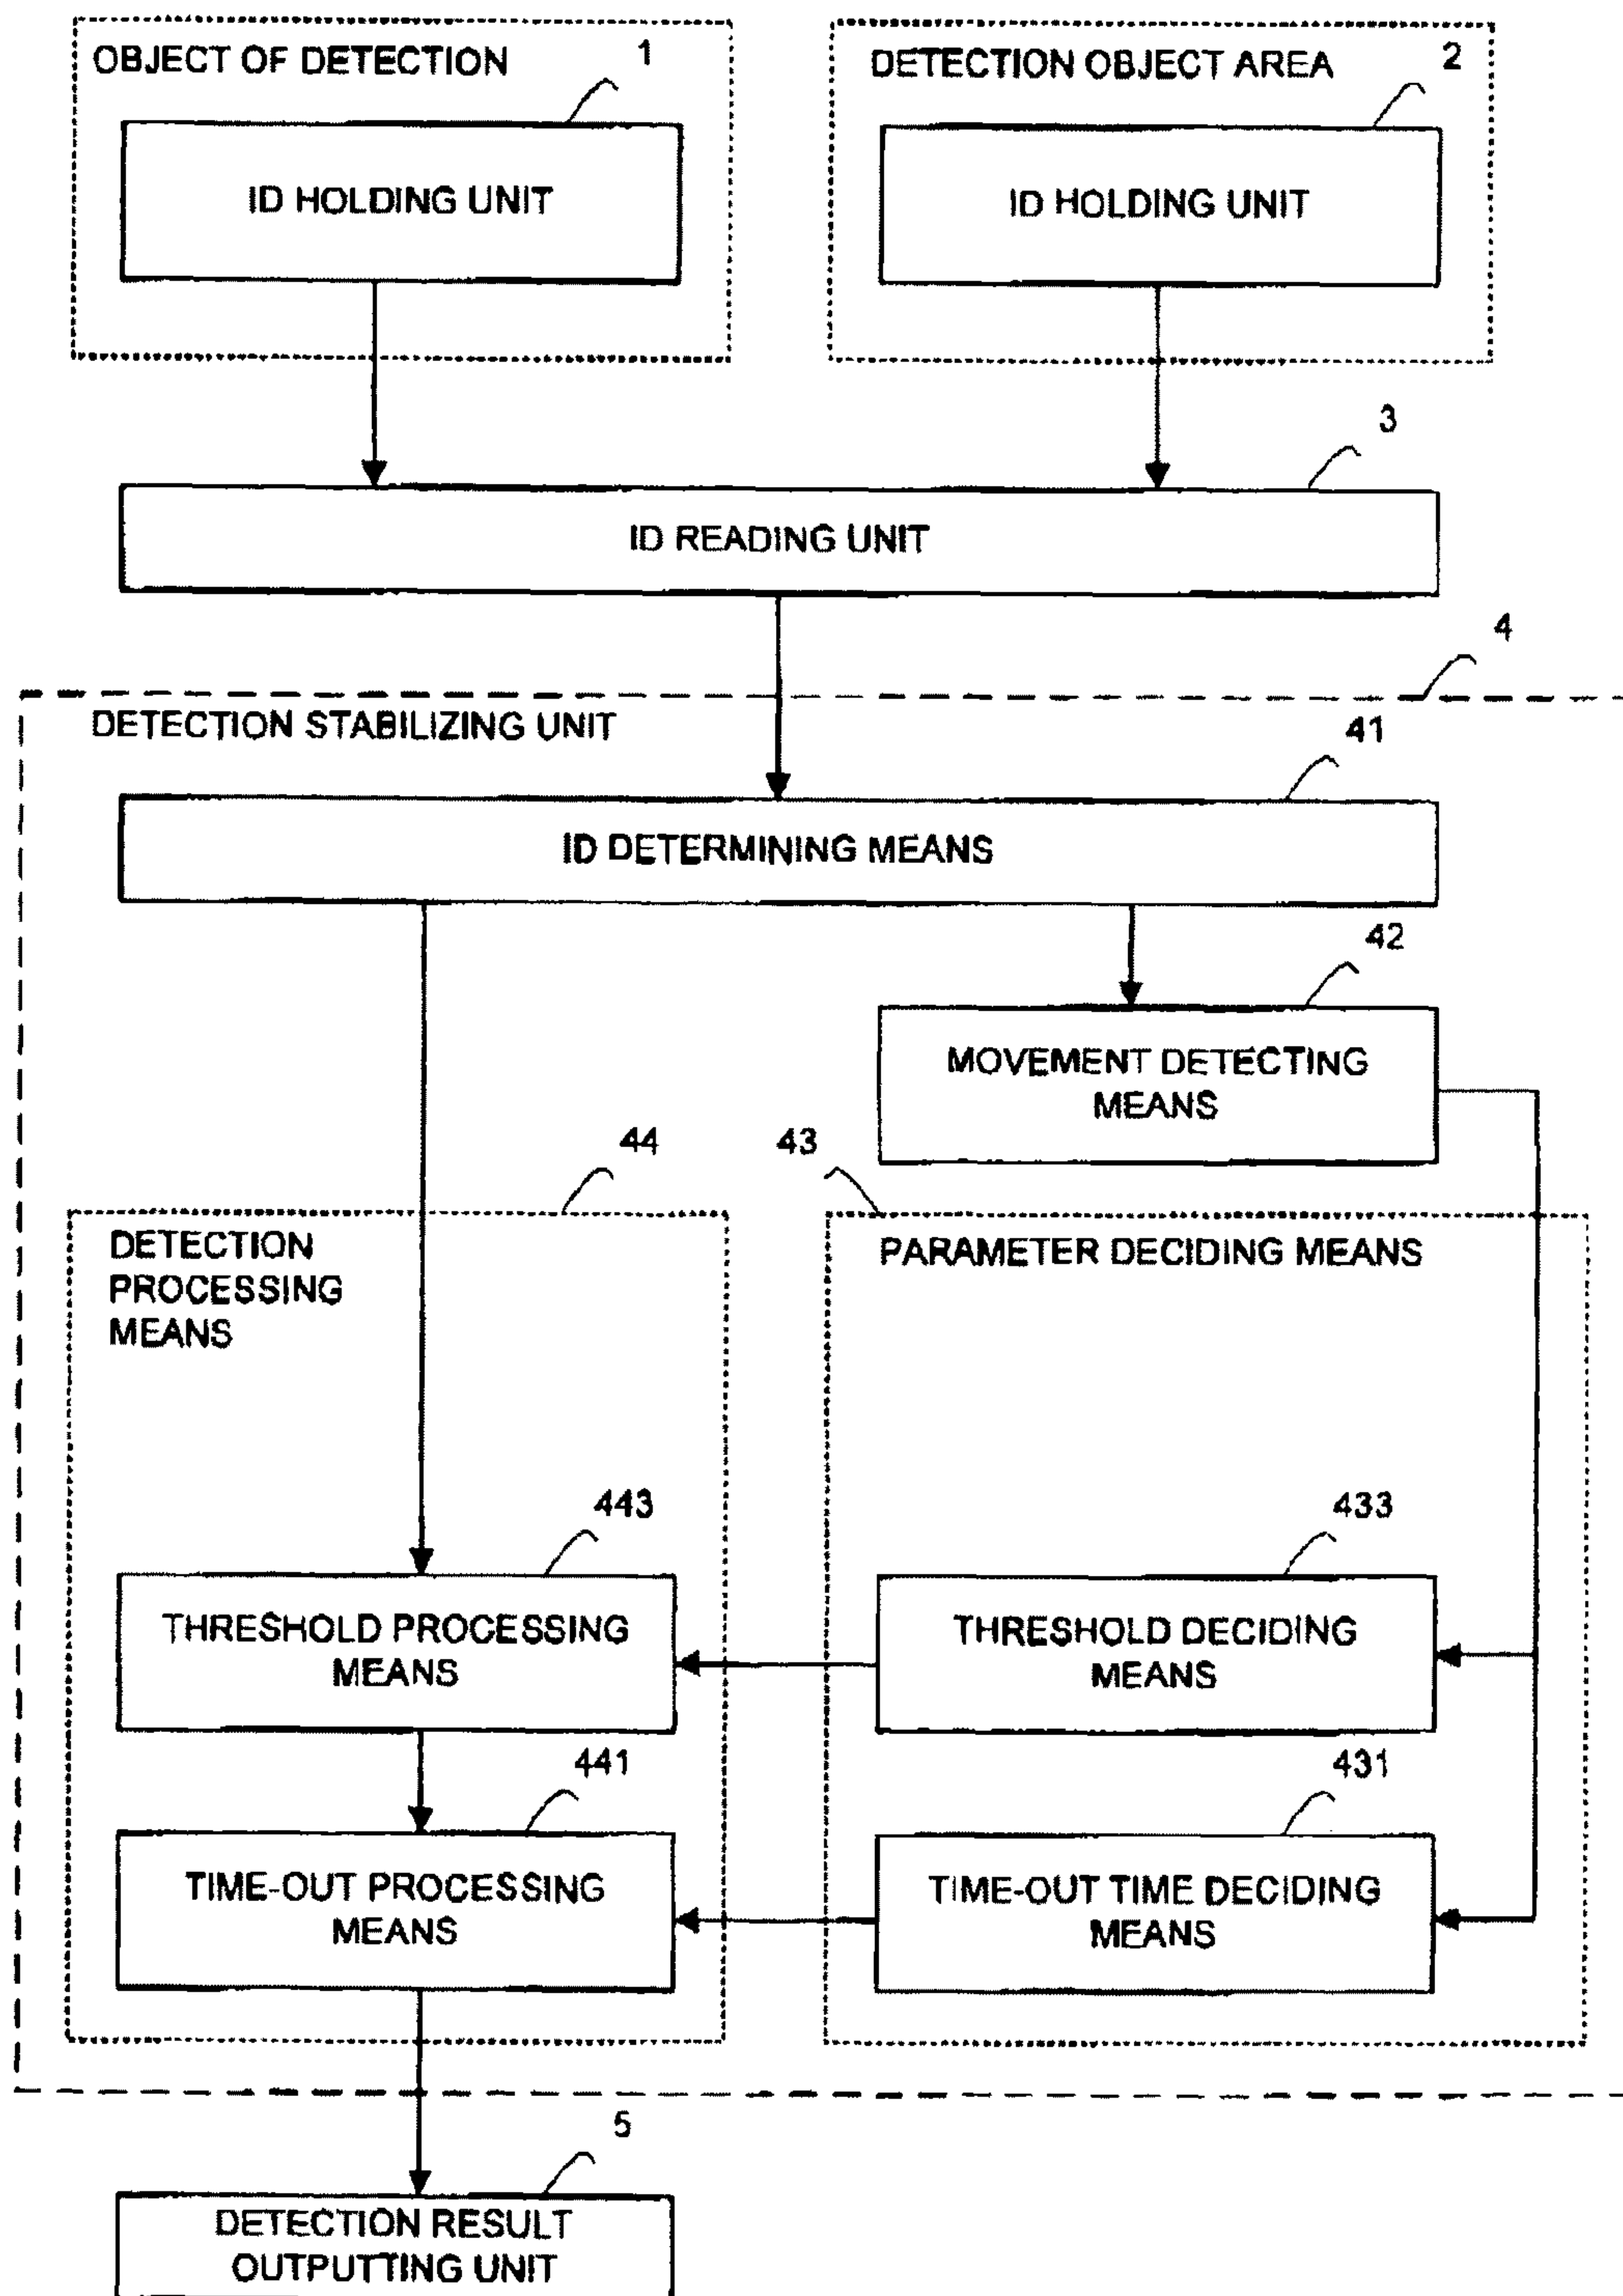 OBJECT OF DETECTION
1
DETECTION OBJECT AREA
2
ID HOLDING UNIT
ID HOLDING UNIT
3
ID READING UNIT
4
DETECTION STABILIZING UNIT
41
ID DETERMINING MEANS
42
MOVEMENT DETECTING
MEANS
44
43
DETECTION
PROCESSING
MEANS
PARAMETER DECIDING MEANS
443
433
THRESHOLD PROCESSING
MEANS
THRESHOLD DECIDING
MEANS
441
431
TIME-OUT PROCESSING
MEANS
TIME-OUT TIME DECIDING
MEANS
5
DETECTION RESULT
OUTPUTTING UNIT